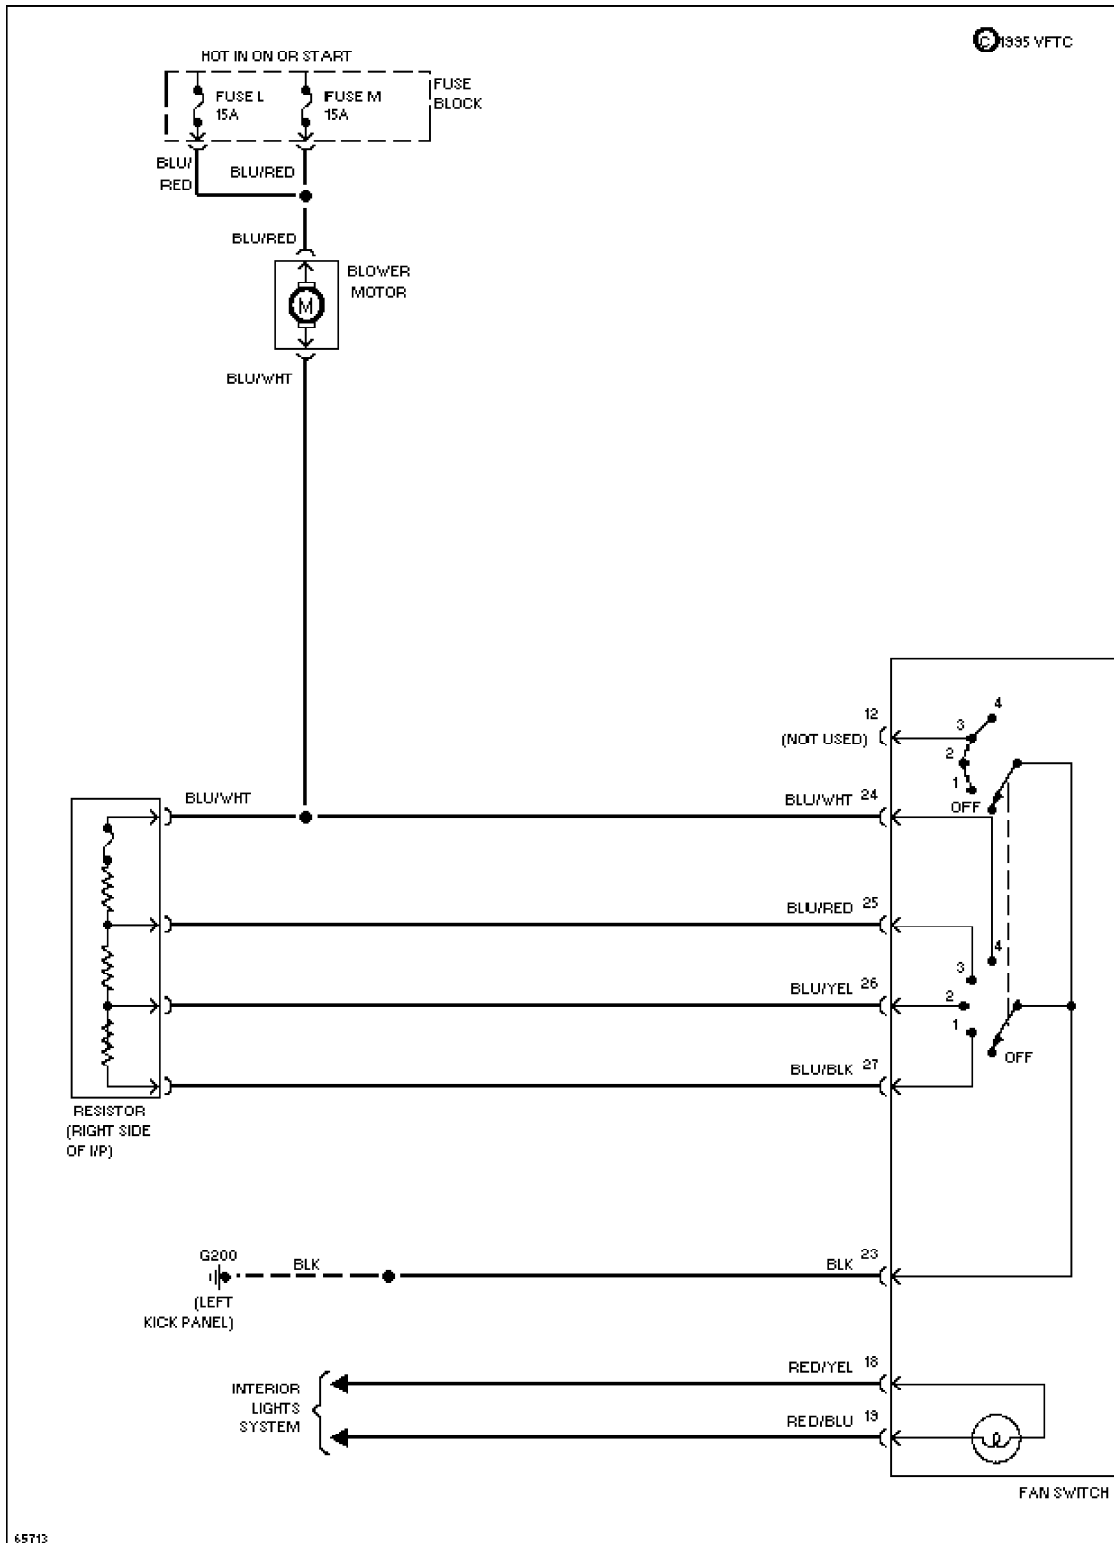 © 1995 VFTC
HOT IN ON OR START
FUSE L
15A
FUSE M
15A
FUSE
BLOCK
BLU/
RED
BLU/RED
BLU/RED
BLOWER
MOTOR
M
BLU/WHT
12
(NOT USED)
4
3
2
1
OFF
BLU/WHT
BLU/WHT 24
BLU/RED 25
4
3
BLU/YEL 26
2
1
OFF
BLU/BLK 27
RESISTOR
(RIGHT SIDE
OF I/P)
G200
BLK
BLK 23
(LEFT
KICK PANEL)
RED/YEL 18
INTERIOR
LIGHTS
SYSTEM
RED/BLU 19
FAN SWITCH
65713